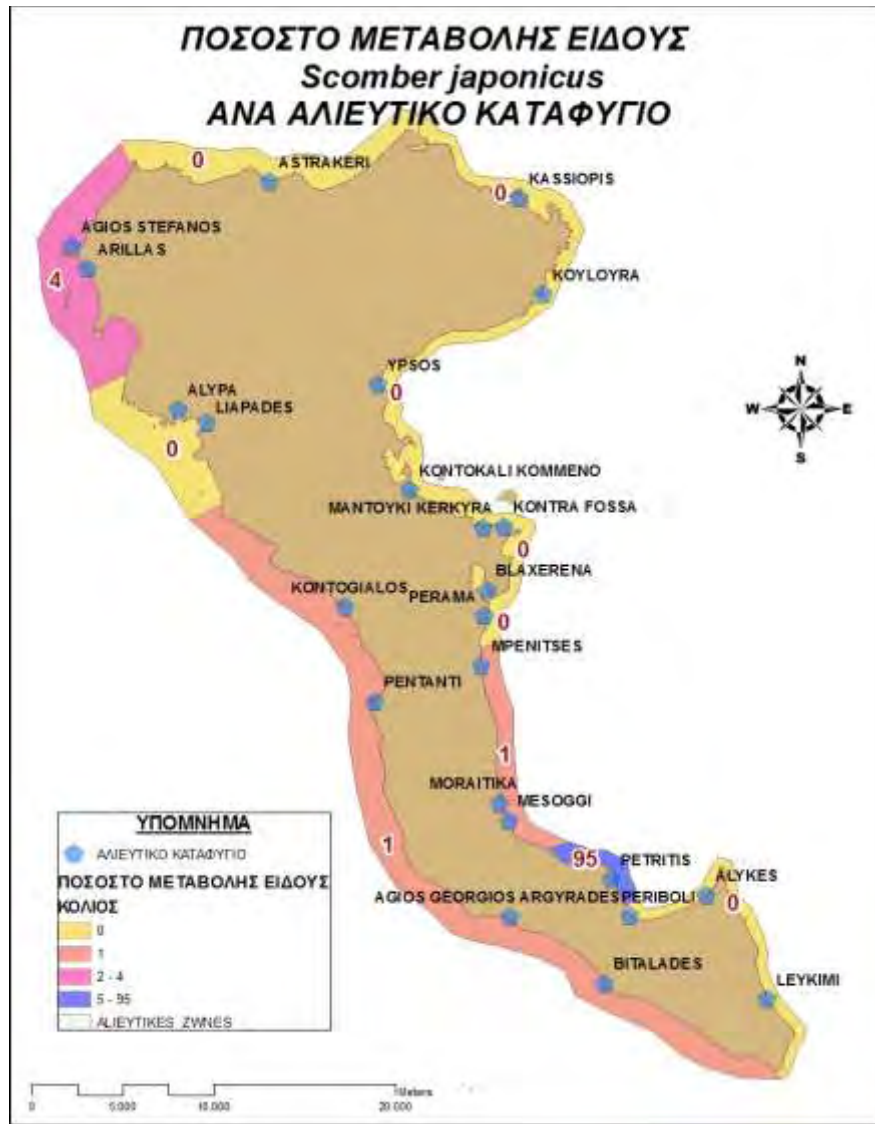 ΠΟΣΟΣΤΟ ΜΕΤΑΒΟΛΗΣ ΕΙΔΟΥΣ
Scomber japonicus
ΑΝΑ ΑΛΙΕΥΤΙΚΟ ΚΑΤΑΦΥΓΙΟ
0
ASTRAKERI
KASSIOPIS
0
AGIOS STEFANOS
ARILLAS
4
KOYLOYRA
N
W E
S
YPSOS
0
ALYPA
LIAPADES
0
KONTOKALI KOMMENO
MANTOYKI KERKYRA
KONTRA FOSSA
0
BLAXERENA
KONTOGIALOS
PERAMA
0
MPENITSES
PENTANTI
1
MORAITIKA
MESOGGI
1
95
PETRITIS
ALYKES
0
AGIOS GEORGIOS ARGYRADES
PERIBOLI
BITALADES
LEYKIMI
ΥΠΟΜΝΗΜΑ
ΑΛΙΕΥΤΙΚΟ ΚΑΤΑΦΥΓΙΟ
ΠΟΣΟΣΤΟ ΜΕΤΑΒΟΛΗΣ ΕΙΔΟΥΣ
ΚΟΛΙΟΣ
0
1
2 - 4
5 - 95
ALIEYTIKES ZWNES
Meters
0 5.000 10.000 20.000